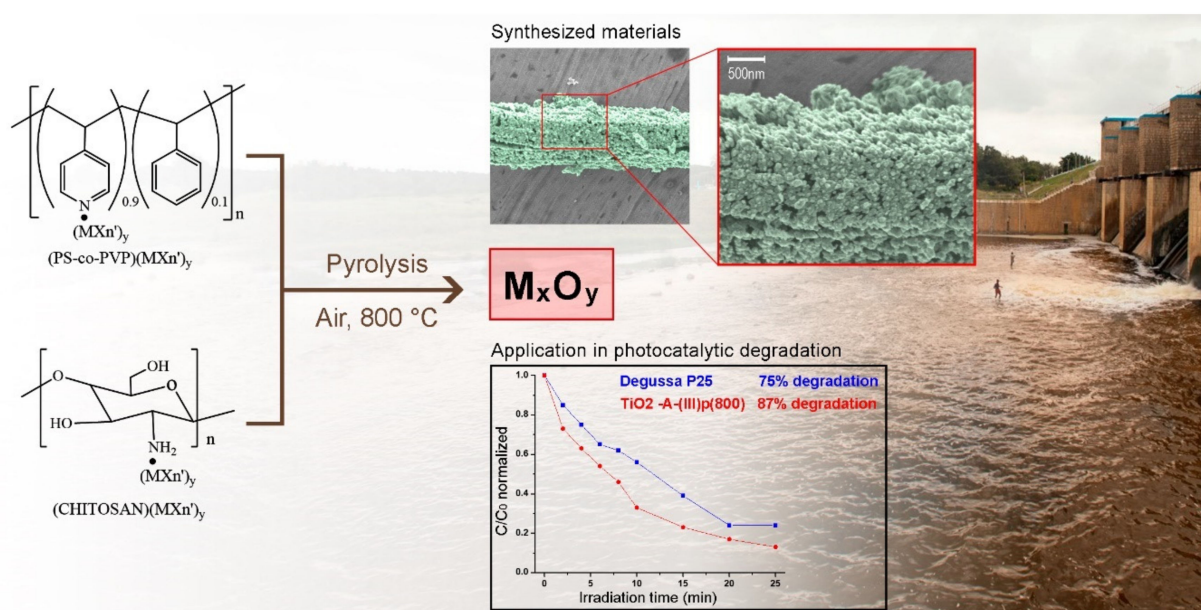 Synthesized materials
500nm
N
0.9
0.1
n
(MXn')y
(PS-co-PVP)(MXn')y
Pyrolysis
Air, 800 °C
MxOy
HO
O
O
HO
NH2
n
(MXn')y
(CHITOSAN)(MXn')y
Application in photocatalytic degradation
Degussa P25 75% degradation
TiO2 -A-(III)p(800) 87% degradation
C/C0 normalized
1.0
0.8
0.6
0.4
0.2
0.0
0 5 10 15 20 25
Irradiation time (min)